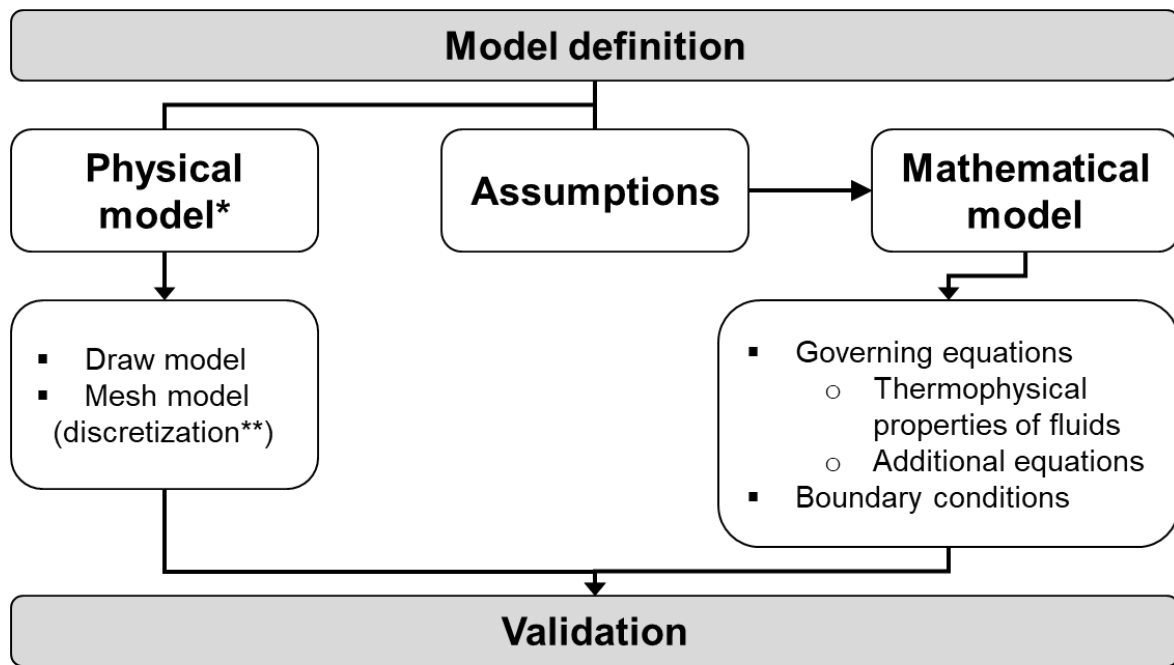 Model definition
Physical
model*
Assumptions
Mathematical
model
▪ Draw model
▪ Mesh model
(discretization**)
▪ Governing equations
o Thermophysical
properties of fluids
o Additional equations
▪ Boundary conditions
Validation